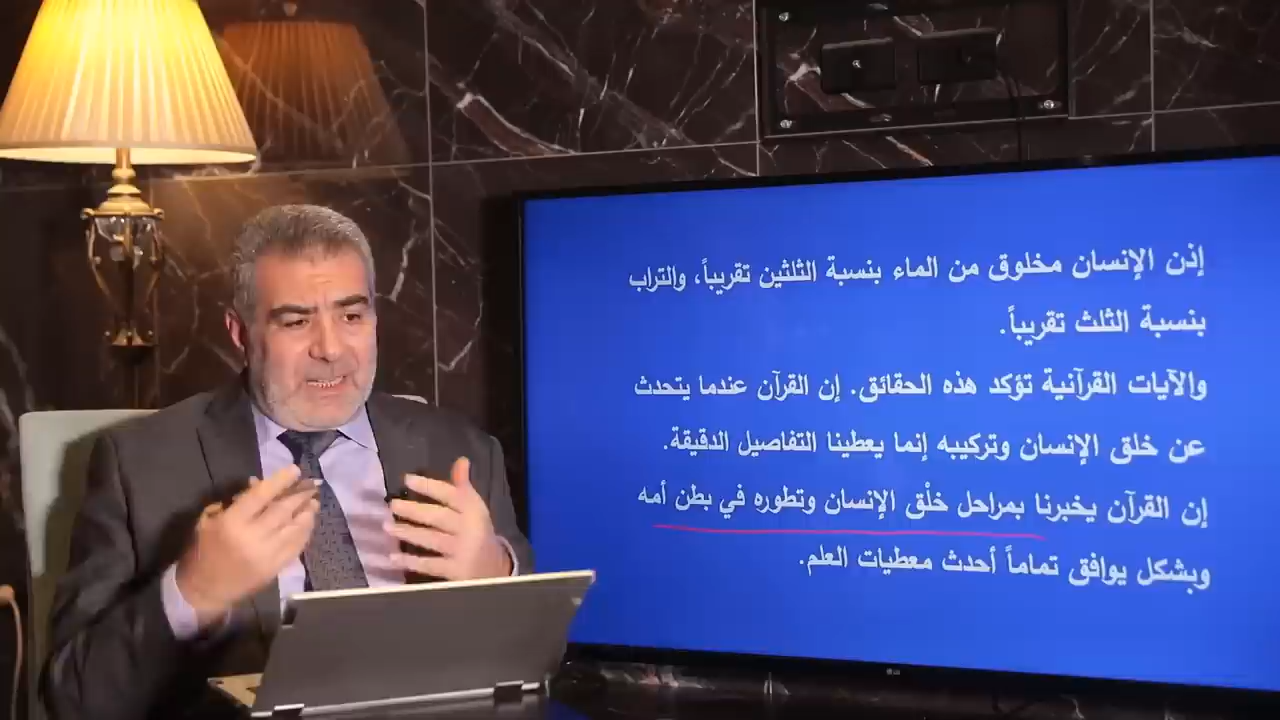 إذن الإنسان مخلوق من الماء بنسبة الثلثين تقريباً، والتراب
بنسبة الثلث تقريباً.
والآيات القرآنية تؤكد هذه الحقائق. إن القرآن عندما يتحدث
عن خلق الإنسان وتركيبه إنما يعطينا التفاصيل الدقيقة.
إن القرآن يخبرنا بمراحل خلْق الإنسان وتطوره في بطن أمه
وبشكل يوافق تماماً أحدث معطيات العلم.
LG